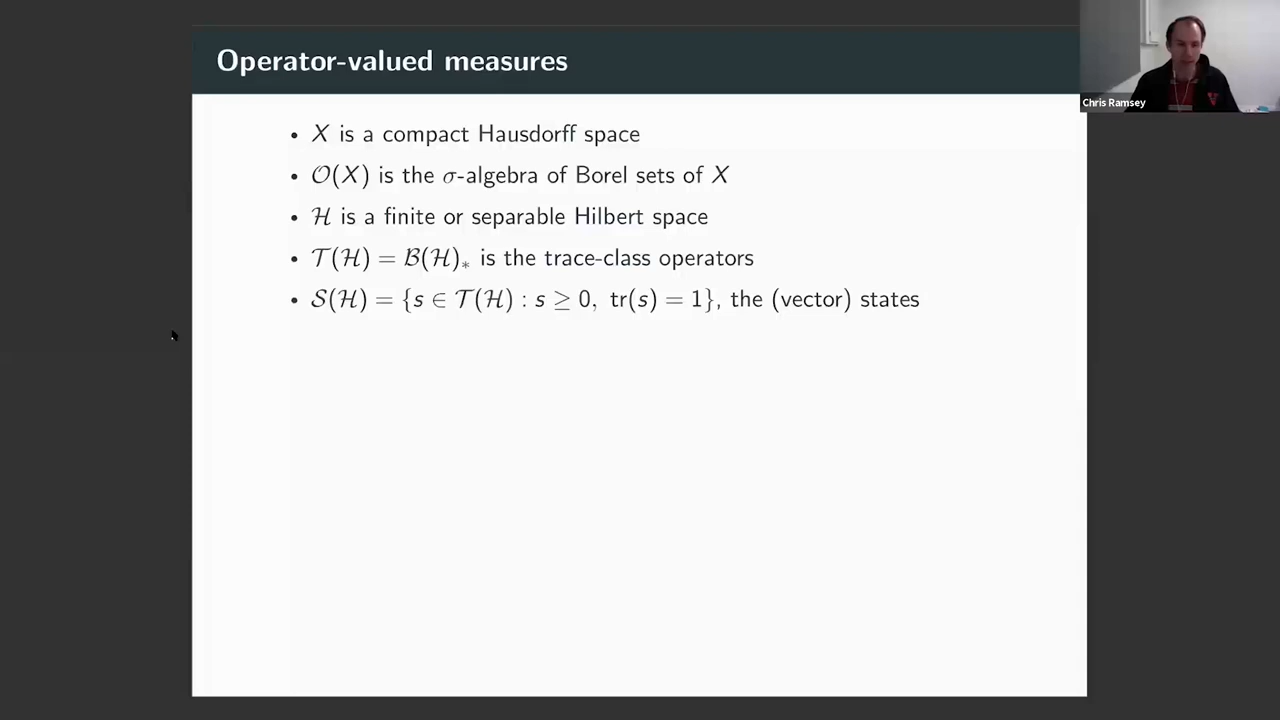 Operator-valued measures
• X is a compact Hausdorff space
• 𝒪(X) is the σ-algebra of Borel sets of X
• ℋ is a finite or separable Hilbert space
• 𝒯(ℋ) = ℬ(ℋ)∗ is the trace-class operators
• 𝒮(ℋ) = {s ∈ 𝒯(ℋ) : s ≥ 0, tr(s) = 1}, the (vector) states
Chris Ramsey